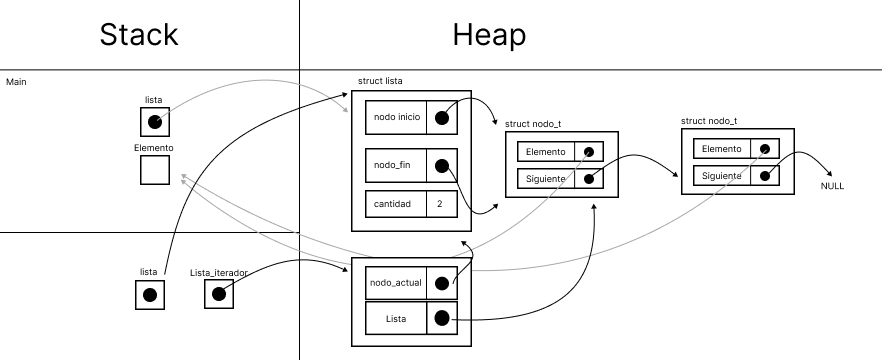 Stack
Heap
Main
lista
Elemento
struct lista
nodo inicio
nodo_fin
cantidad 2
struct nodo_t
Elemento
Siguiente
struct nodo_t
Elemento
Siguiente
NULL
lista
Lista_iterador
nodo_actual
Lista